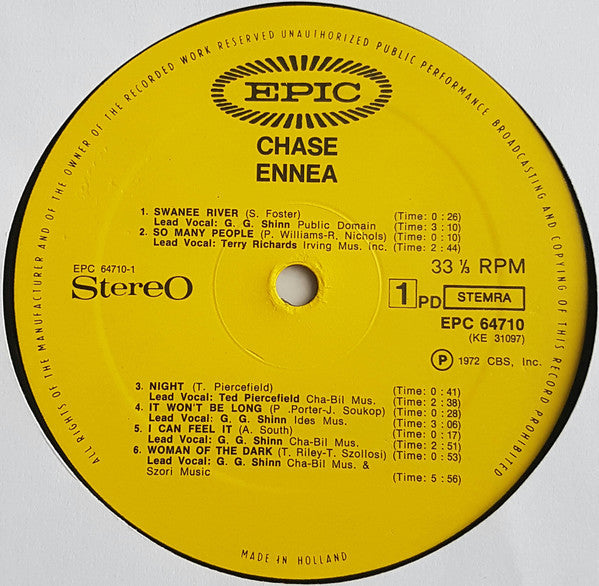 ALL RIGHTS OF THE MANUFACTURER AND OF THE OWNER OF THE RECORDED WORK RESERVED UNAUTHORIZED PUBLIC PERFORMANCE BROADCASTING AND COPYING OF THIS RECORD PROHIBITED
EPIC
CHASE
ENNEA
1. SWANEE RIVER (S. Foster) (Time: 0 : 26)
Lead Vocal: G. G. Shinn Public Domain (Time: 3 : 10)
2. SO MANY PEOPLE (P. Williams-R. Nichols) (Time: 0 : 10)
Lead Vocal: Terry Richards Irving Mus. Inc. (Time: 2 : 44)
EPC 64710-1
Stereo
33 ⅓ RPM
1 PD STEMRA
EPC 64710
(KE 31097)
Ⓟ 1972 CBS, Inc.
3. NIGHT (T. Piercefield) (Time: 0 : 41)
Lead Vocal: Ted Piercefield Cha-Bil Mus. (Time: 2 : 38)
4. IT WON'T BE LONG (P .Porter-J. Soukop) (Time: 0 : 28)
Lead Vocal: G. G. Shinn Ides Mus. (Time: 3 : 06)
5. I CAN FEEL IT (A. South) (Time: 0 : 17)
Lead Vocal: G. G. Shinn Cha-Bil Mus. (Time: 2 : 51)
6. WOMAN OF THE DARK (T. Riley-T. Szollosi) (Time: 0 : 53)
Lead Vocal: G. G. Shinn Cha-Bil Mus. &
Szori Music (Time: 5 : 56)
MADE IN HOLLAND